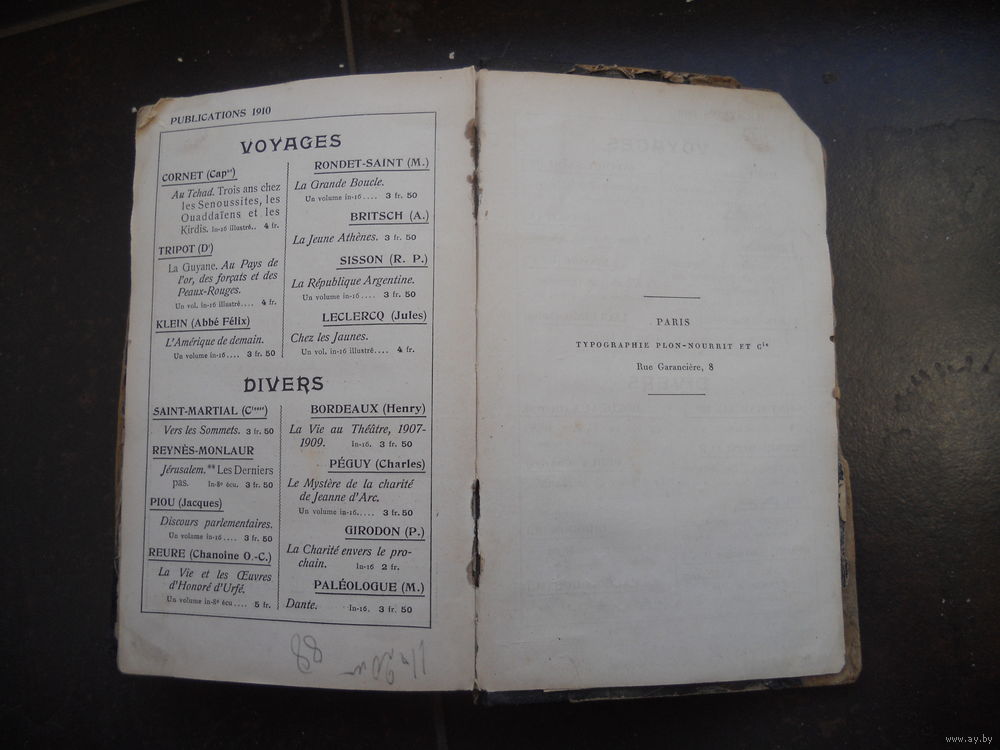 PUBLICATIONS 1910
VOYAGES
CORNET (Capne)
Au Tchad. Trois ans chez
les Senoussites, les
Ouaddaïens et les
Kirdis. In-16 illustré.. 4 fr.
TRIPOT (Dr)
La Guyane. Au Pays de
l'or, des forçats et des
Peaux-Rouges.
Un vol. in-16 illustré.... 4 fr.
KLEIN (Abbé Félix)
L'Amérique de demain.
Un volume in-16.... 3 fr. 50
RONDET-SAINT (M.)
La Grande Boucle.
Un volume in-16.... 3 fr. 50
BRITSCH (A.)
La Jeune Athènes. 3 fr. 50
SISSON (R. P.)
La République Argentine.
Un volume in-16.... 3 fr. 50
LECLERCQ (Jules)
Chez les Jaunes.
Un vol. in-16 illustré.... 4 fr.
DIVERS
SAINT-MARTIAL (Ctesse)
Vers les Sommets. 3 fr. 50
REYNÈS-MONLAUR
Jérusalem.** Les Derniers
pas. In-8º écu. 3 fr. 50
PIOU (Jacques)
Discours parlementaires.
Un volume in-16.... 3 fr. 50
REURE (Chanoine O.-C.)
La Vie et les Œuvres
d'Honoré d'Urfé.
Un volume in-8º écu.... 5 fr.
BORDEAUX (Henry)
La Vie au Théâtre, 1907-
1909. In-16. 3 fr. 50
PÉGUY (Charles)
Le Mystère de la charité
de Jeanne d'Arc.
Un volume in-16..... 3 fr. 50
GIRODON (P.)
La Charité envers le pro-
chain. In-16 2 fr.
PALÉOLOGUE (M.)
Dante. In-16. 3 fr. 50
PARIS
TYPOGRAPHIE PLON-NOURRIT ET Cie
Rue Garancière, 8
www.ay.by